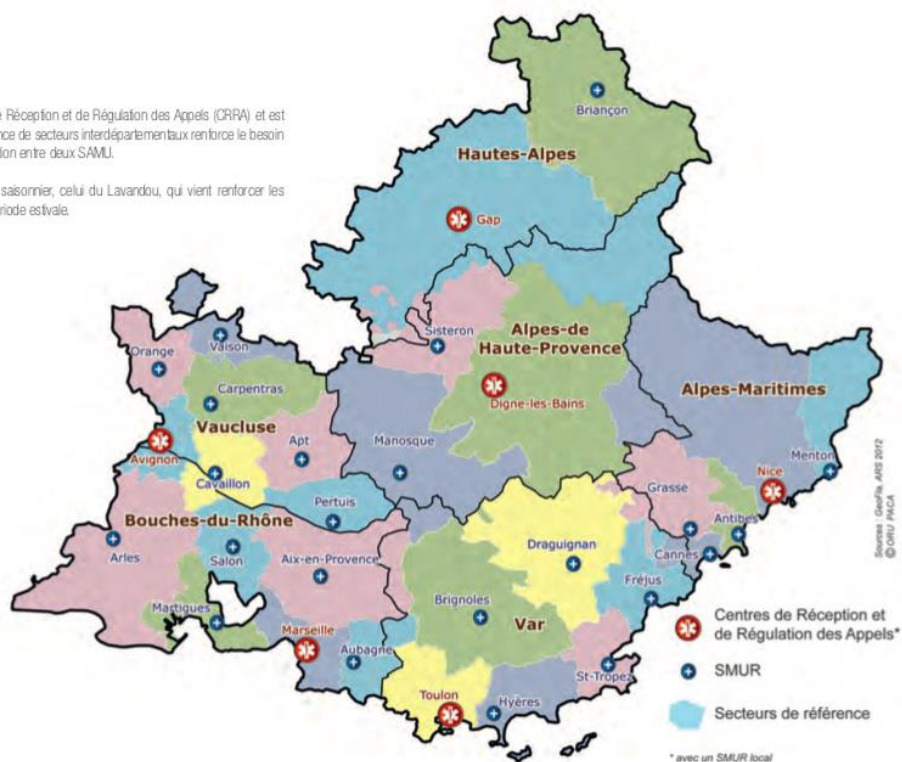 Réception et de Régulation des Appels (CRRA) et est
de secteurs interdépartementaux renforce le besoin
entre deux SAMU.
saisonnier, celui du Lavandou, qui vient renforcer les
estivale.
Briançon
Hautes-Alpes
Gap
Sisteron
Alpes-de
Haute-Provence
Digne-les-Bains
Vaison
Orange
Carpentras
Alpes-Maritimes
Vaucluse
Apt
Manosque
Avignon
Cavaillon
Menton
Nice
Grasse
Pertuis
Antibes
Bouches-du-Rhône
Arles
Salon
Aix-en-Provence
Draguignan
Cannes
Fréjus
Martigues
Brignoles
Var
Marseille
Aubagne
St-Tropez
Toulon
Hyères
Sources : GeoFla, ARS 2012
©ORU PACA
Centres de Réception et
de Régulation des Appels*
SMUR
Secteurs de référence
* avec un SMUR local